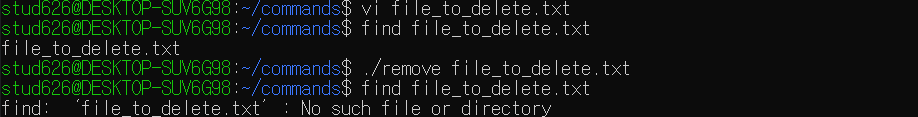 stud626@DESKTOP-SUV6G98:~/commands$ vi file_to_delete.txt
stud626@DESKTOP-SUV6G98:~/commands$ find file_to_delete.txt
file_to_delete.txt
stud626@DESKTOP-SUV6G98:~/commands$ ./remove file_to_delete.txt
stud626@DESKTOP-SUV6G98:~/commands$ find file_to_delete.txt
find: ‘file_to_delete.txt’: No such file or directory